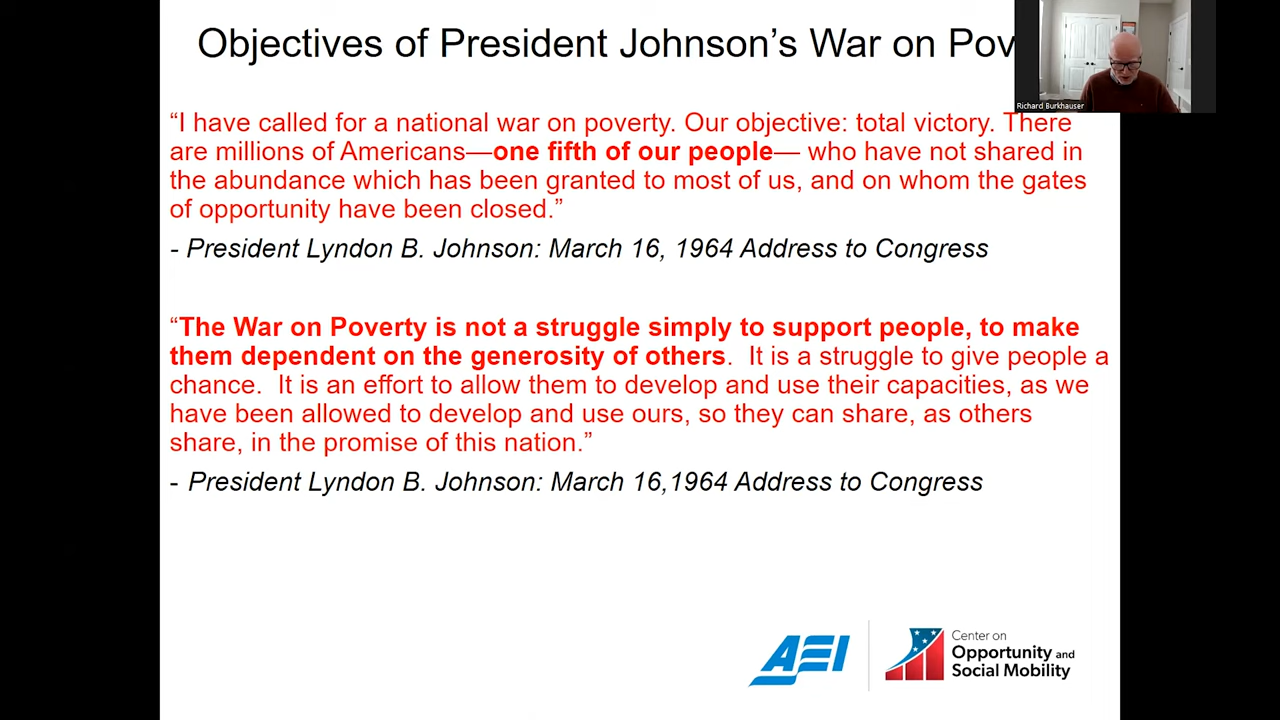 Objectives of President Johnson’s War on Pov
Richard Burkhauser
“I have called for a national war on poverty. Our objective: total victory. There
are millions of Americans—one fifth of our people— who have not shared in
the abundance which has been granted to most of us, and on whom the gates
of opportunity have been closed.”
- President Lyndon B. Johnson: March 16, 1964 Address to Congress
“The War on Poverty is not a struggle simply to support people, to make
them dependent on the generosity of others.  It is a struggle to give people a
chance.  It is an effort to allow them to develop and use their capacities, as we
have been allowed to develop and use ours, so they can share, as others
share, in the promise of this nation.”
- President Lyndon B. Johnson: March 16,1964 Address to Congress
AEI
Center on
Opportunity and
Social Mobility